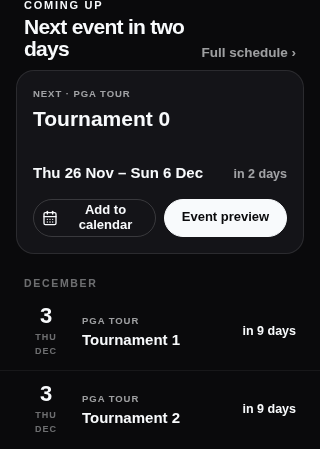 COMING UP
Next event in two
days
Full schedule ›
NEXT · PGA TOUR
Tournament 0
Thu 26 Nov – Sun 6 Dec
in 2 days
Add to
calendar
Event preview
DECEMBER
3
THU
DEC
PGA TOUR
Tournament 1
in 9 days
3
THU
DEC
PGA TOUR
Tournament 2
in 9 days